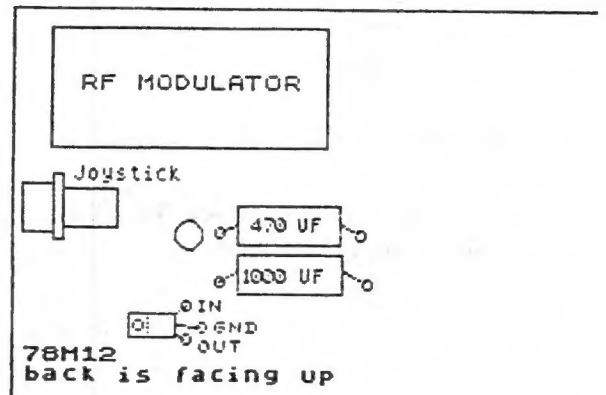 RF MODULATOR
Joystick
470 UF
1000 UF
IN
GND
OUT
78M12
back is facing up